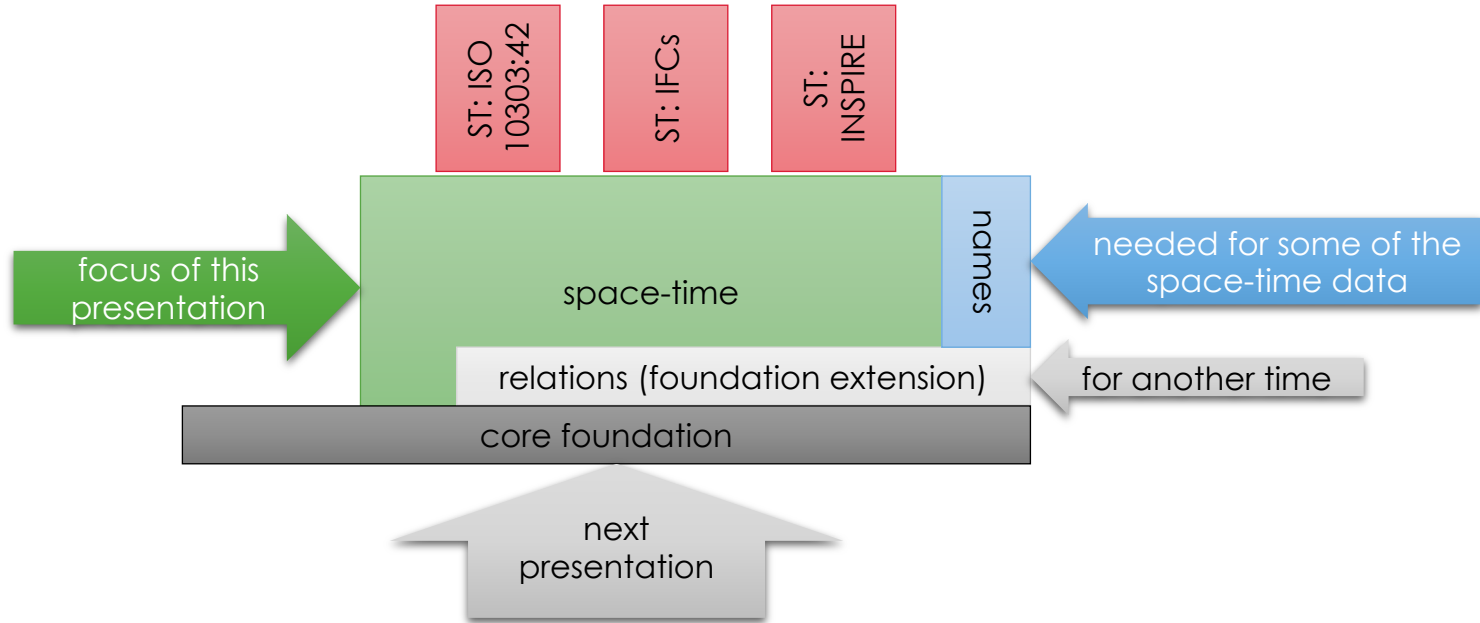 ST: ISO
10303:42
ST: IFCs
ST:
INSPIRE
focus of this
presentation
space-time
names
needed for some of the
space-time data
relations (foundation extension)
for another time
core foundation
next
presentation